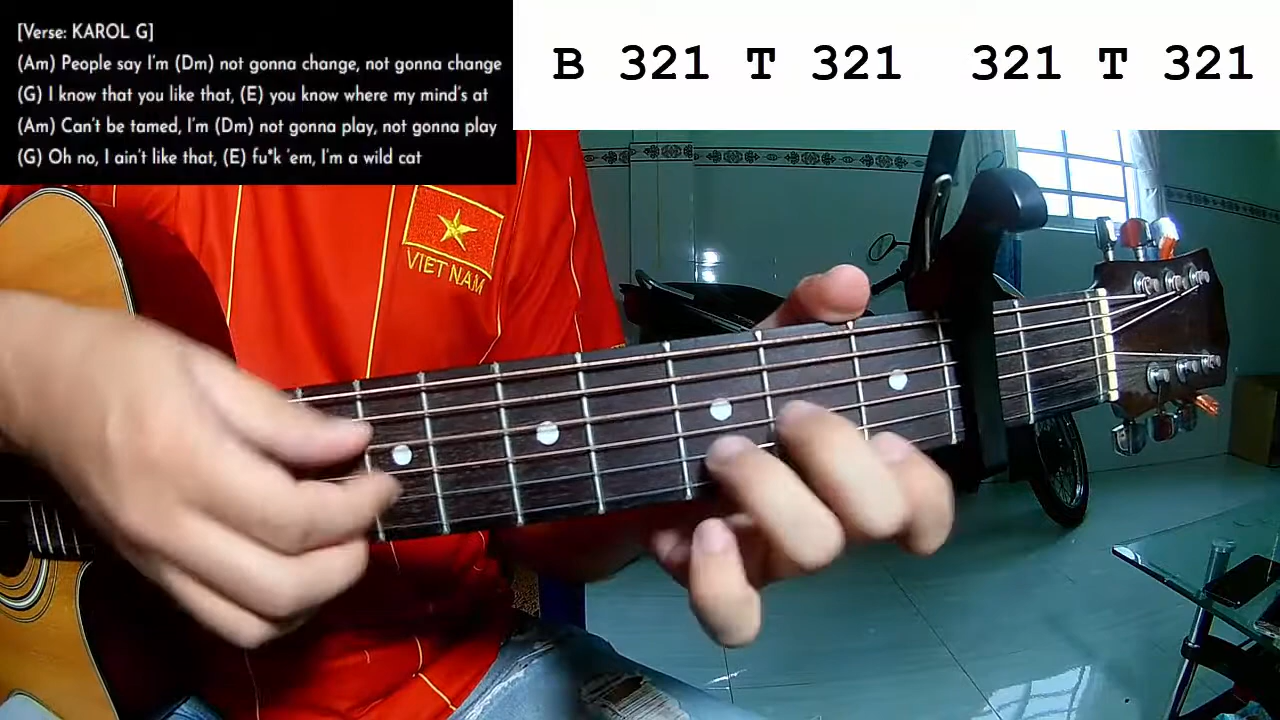 [Verse: KAROL G]
(Am) People say I'm (Dm) not gonna change, not gonna change
(G) I know that you like that, (E) you know where my mind's at
(Am) Can't be tamed, I'm (Dm) not gonna play, not gonna play
(G) Oh no, I ain't like that, (E) fu*k 'em, I'm a wild cat
B 321 T 321 321 T 321
VIET NAM